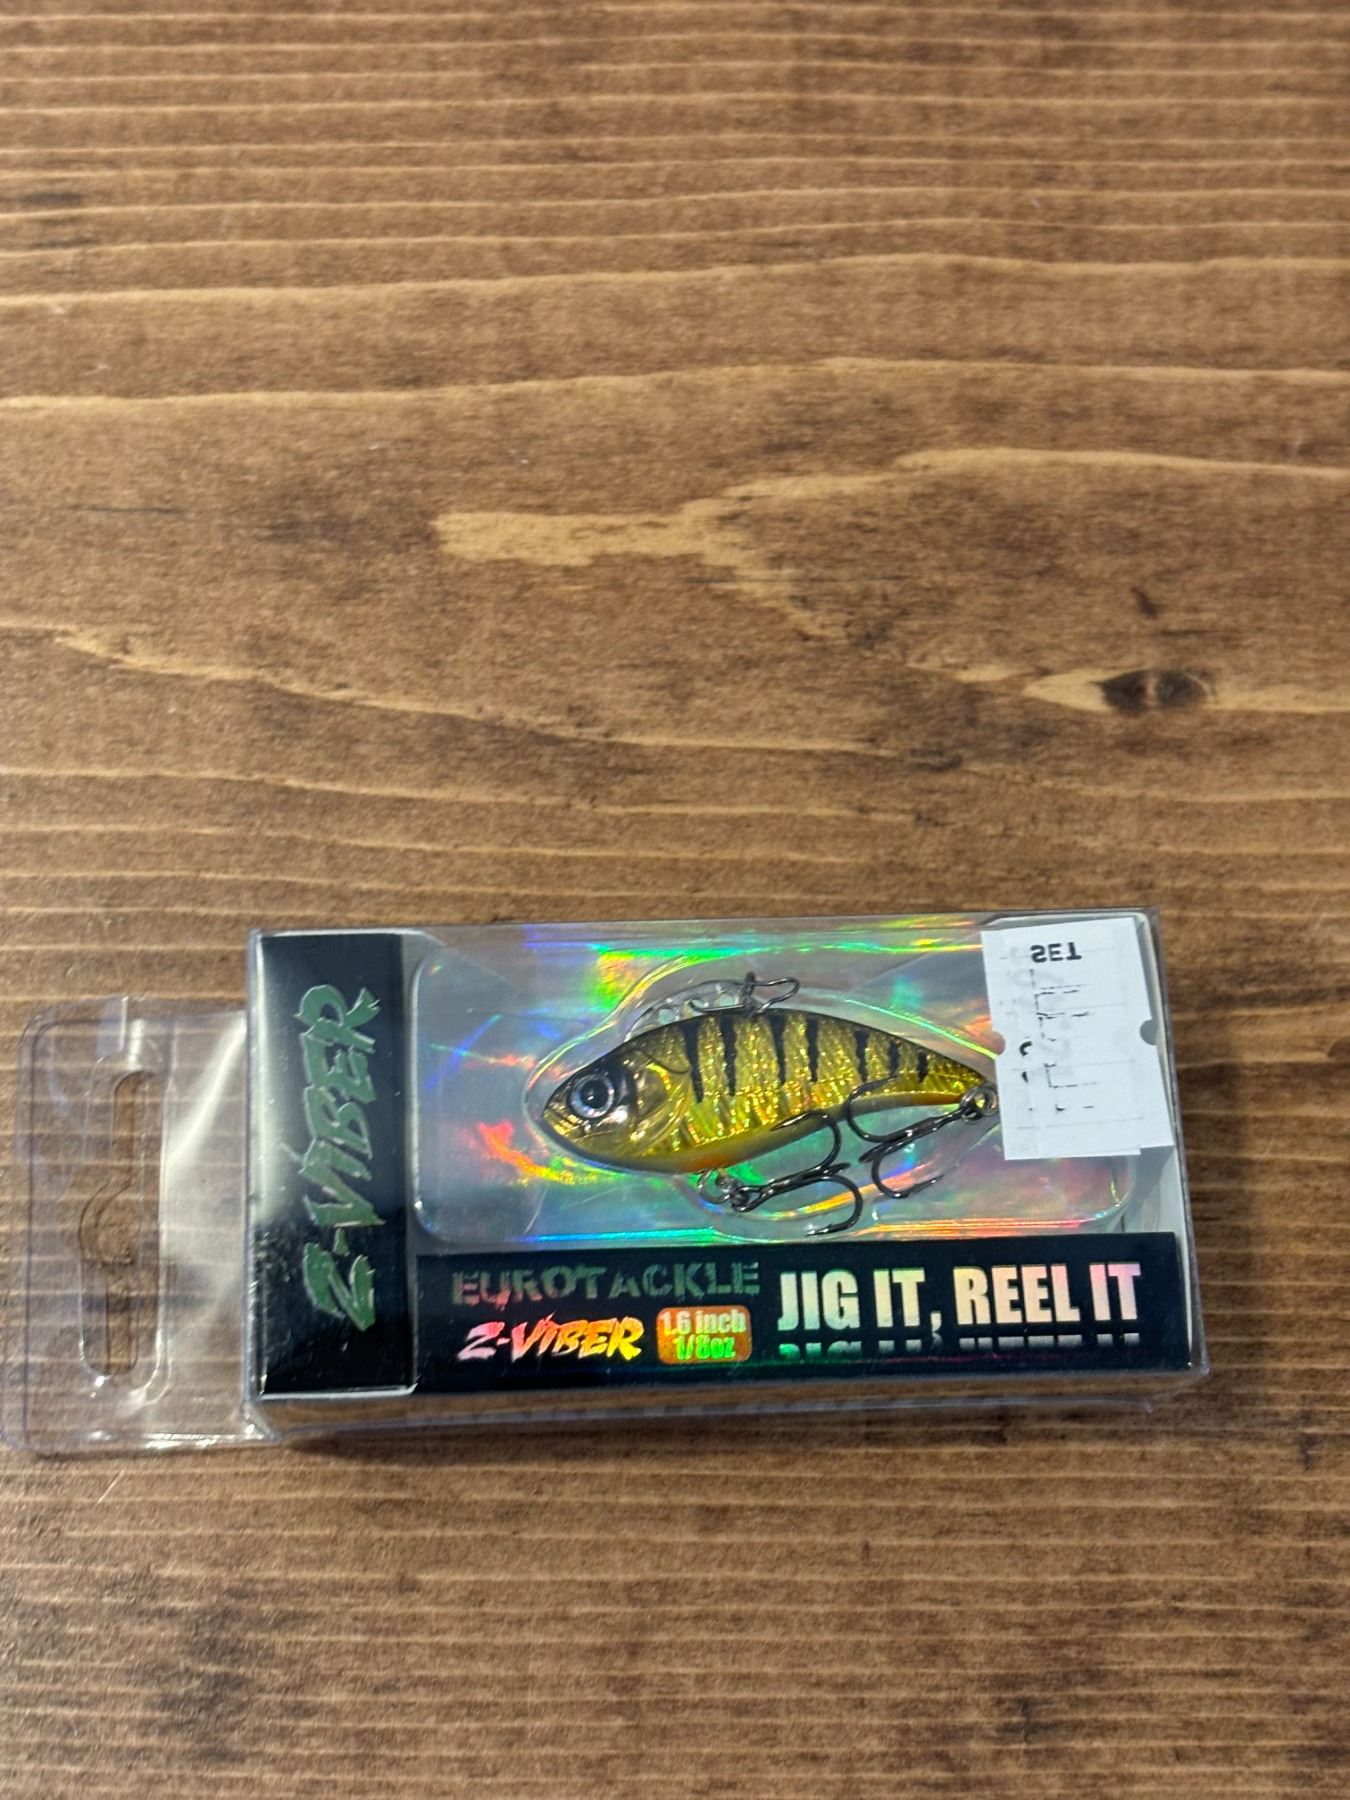 SET
Z-VIBER
EUROTACKLE
Z-VIBER
1.6 inch
1/8oz
JIG IT, REEL IT